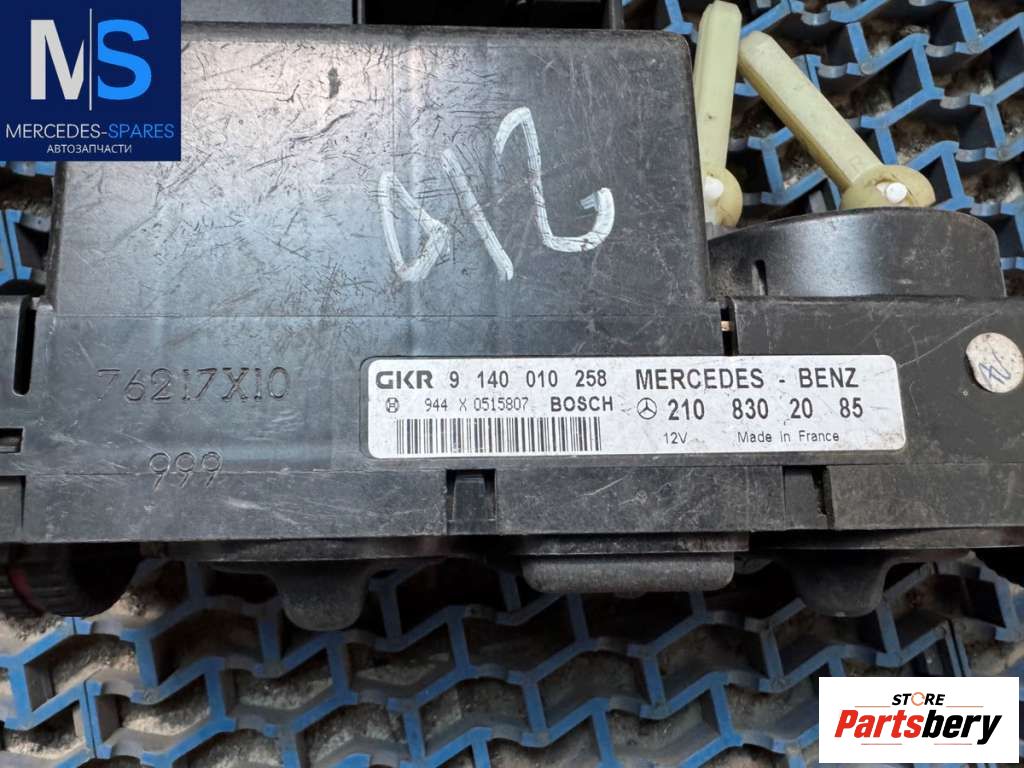 MS
MERCEDES-SPARES
АВТОЗАПЧАСТИ
76217X10
999
GKR 9 140 010 258 MERCEDES - BENZ
944 X 0515807 BOSCH 210 830 20 85
12V Made in France
STORE
Partsbery